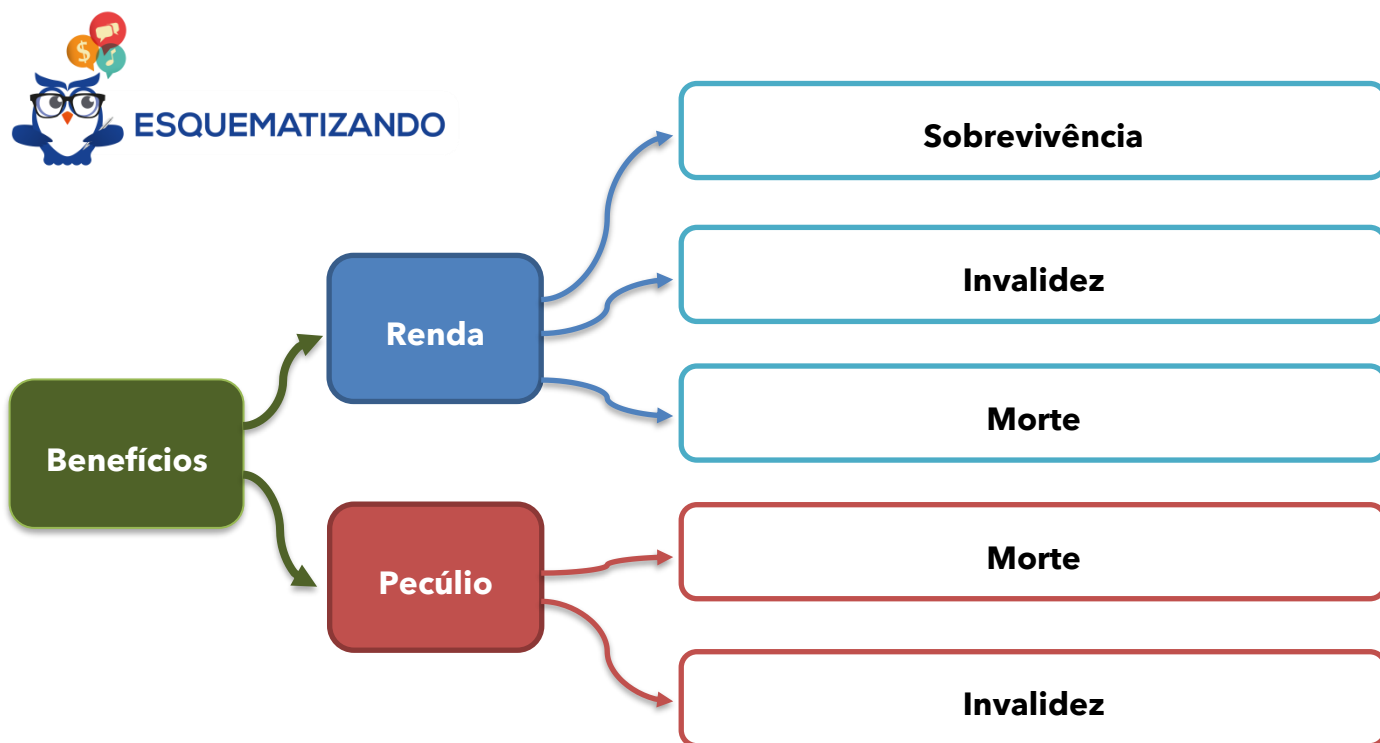 ESQUEMATIZANDO
Sobrevivência
Invalidez
Renda
Morte
Benefícios
Morte
Pecúlio
Invalidez